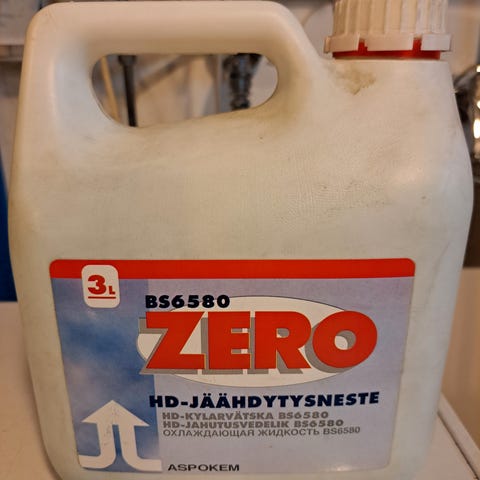 3L
BS6580
ZERO
HD-JÄÄHDYTYSNESTE
HD-KYLARVÄTSKA BS6580
HD-JAHUTUSVEDELIK BS6580
ОХЛАЖДАЮЩАЯ ЖИДКОСТЬ BS6580
ASPOKEM